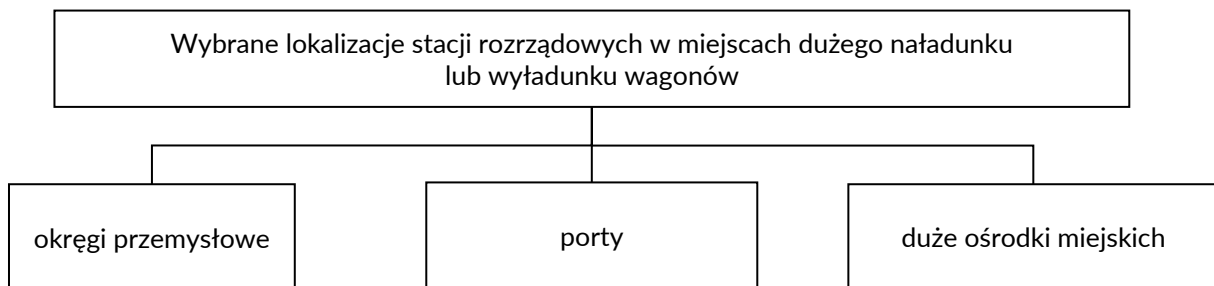 Wybrane lokalizacje stacji rozrządowych w miejscach dużego naładunku
lub wyładunku wagonów
okręgi przemysłowe
porty
duże ośrodki miejskich